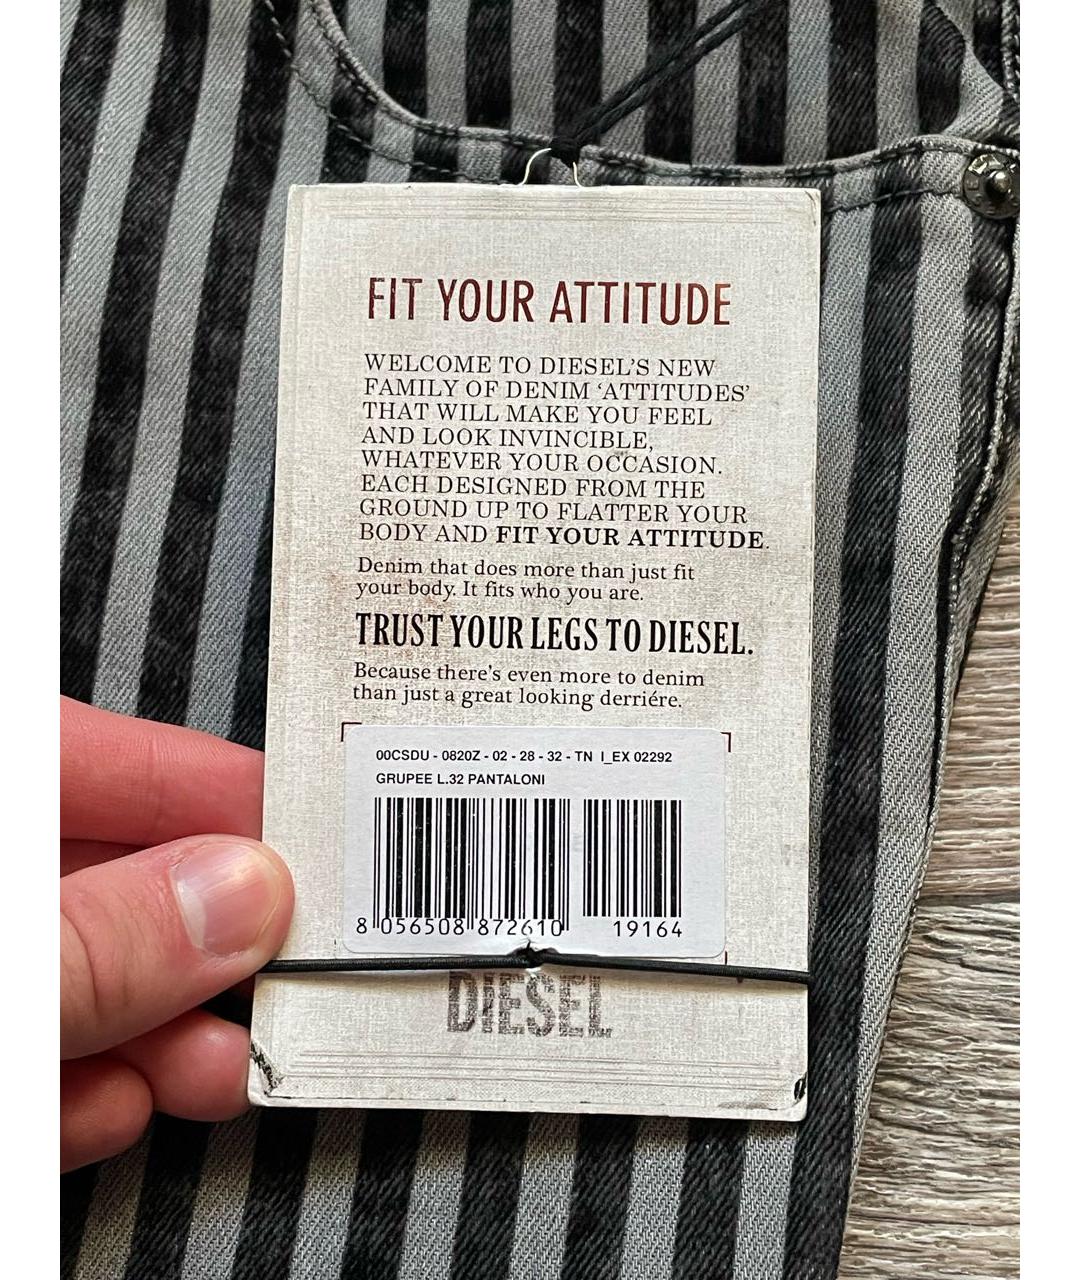 FIT YOUR ATTITUDE
WELCOME TO DIESEL'S NEW
FAMILY OF DENIM 'ATTITUDES'
THAT WILL MAKE YOU FEEL
AND LOOK INVINCIBLE,
WHATEVER YOUR OCCASION.
EACH DESIGNED FROM THE
GROUND UP TO FLATTER YOUR
BODY AND FIT YOUR ATTITUDE.
Denim that does more than just fit
your body. It fits who you are.
TRUST YOUR LEGS TO DIESEL.
Because there's even more to denim
than just a great looking derriére.
00CSDU - 0820Z - 02 - 28 - 32 - TN I_EX 02292
GRUPEE L.32 PANTALONI
8 056508 872610 19164
DIESEL